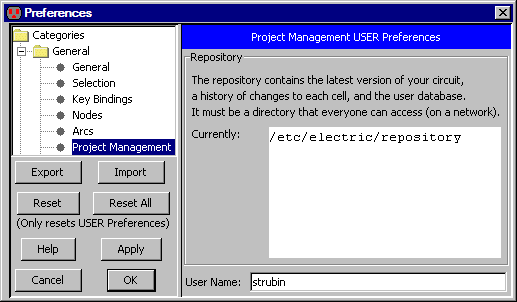 Preferences
Categories
General
General
Selection
Key Bindings
Nodes
Arcs
Project Management
Export
Import
Reset
Reset All
(Only resets USER Preferences)
Help
Apply
Cancel
OK
Project Management USER Preferences
Repository
The repository contains the latest version of your circuit,
a history of changes to each cell, and the user database.
It must be a directory that everyone can access (on a network).
Currently:
/etc/electric/repository
User Name:
strubin